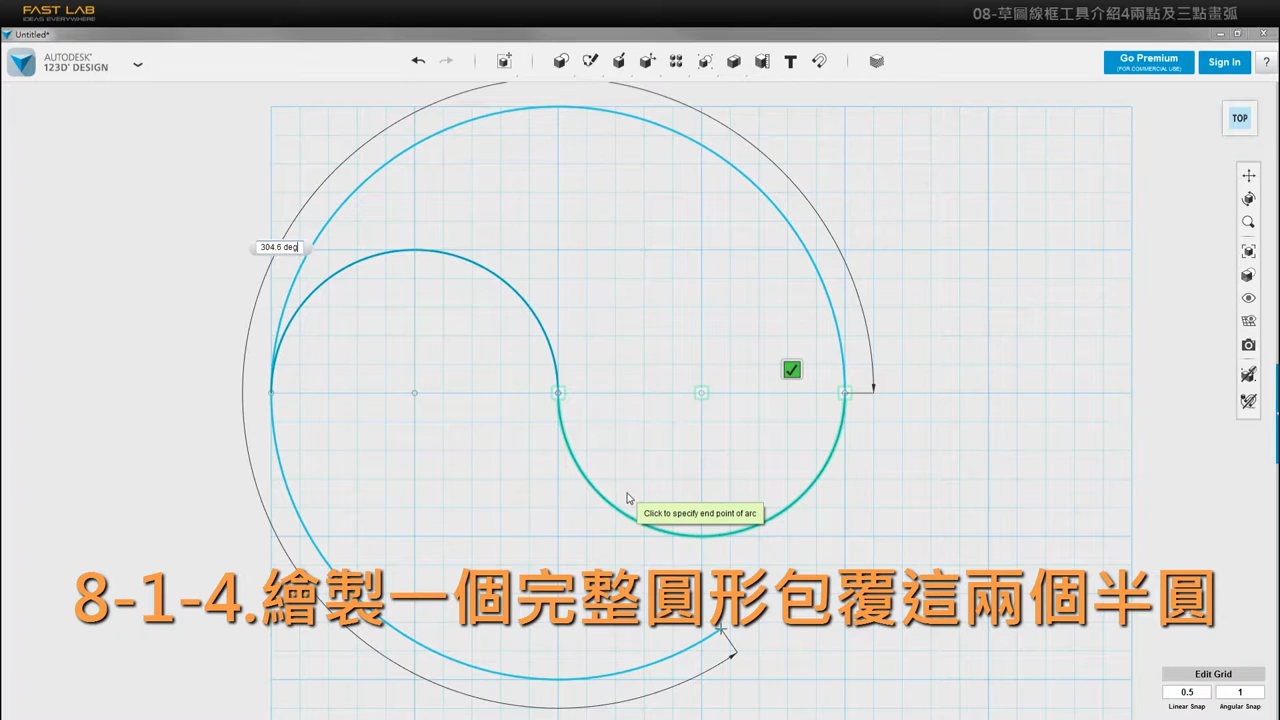 FAST LAB
IDEAS EVERYWHERE
08-草圖線框工具介紹4兩點及三點畫弧
Untitled*
AUTODESK®
123D® DESIGN
T
Go Premium
(FOR COMMERCIAL USE)
Sign In
?
TOP
304.6 deg
Click to specify end point of arc
8-1-4.繪製一個完整圓形包覆這兩個半圓
Edit Grid
0.5
1
Linear Snap
Angular Snap